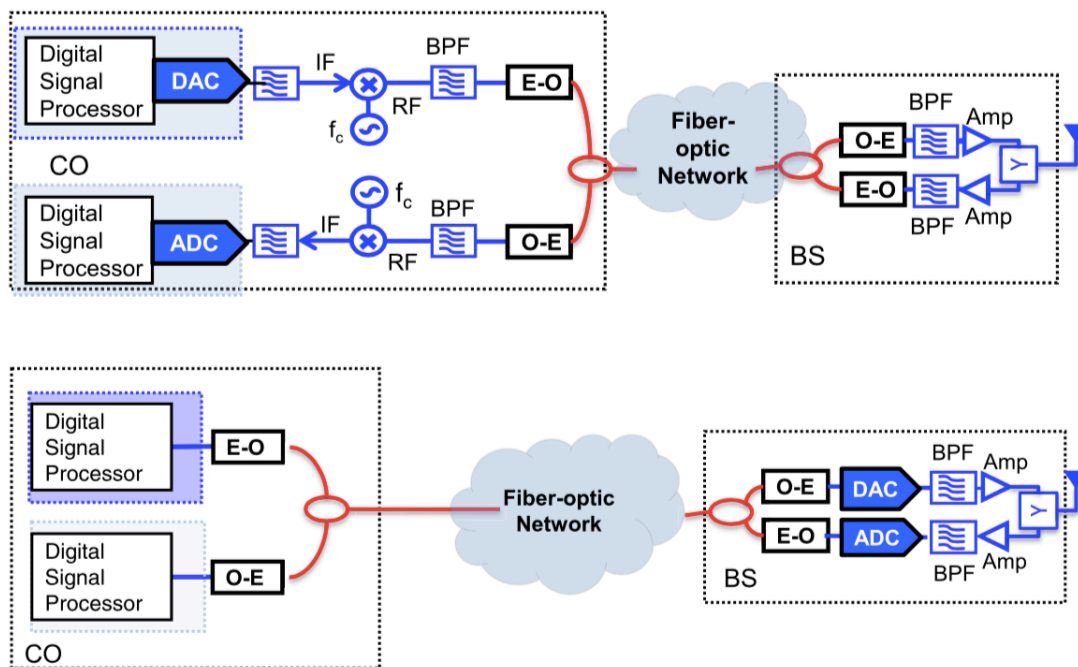 Digital
Signal
Processor
DAC
IF
RF
BPF
E-O
f_c
CO
Digital
Signal
Processor
ADC
IF
RF
BPF
O-E
f_c
Fiber-
optic
Network
BPF
Amp
O-E
E-O
BPF
Amp
Y
BS
Digital
Signal
Processor
E-O
Digital
Signal
Processor
O-E
CO
Fiber-optic
Network
BPF
Amp
O-E
DAC
E-O
ADC
BPF
Amp
Y
BS